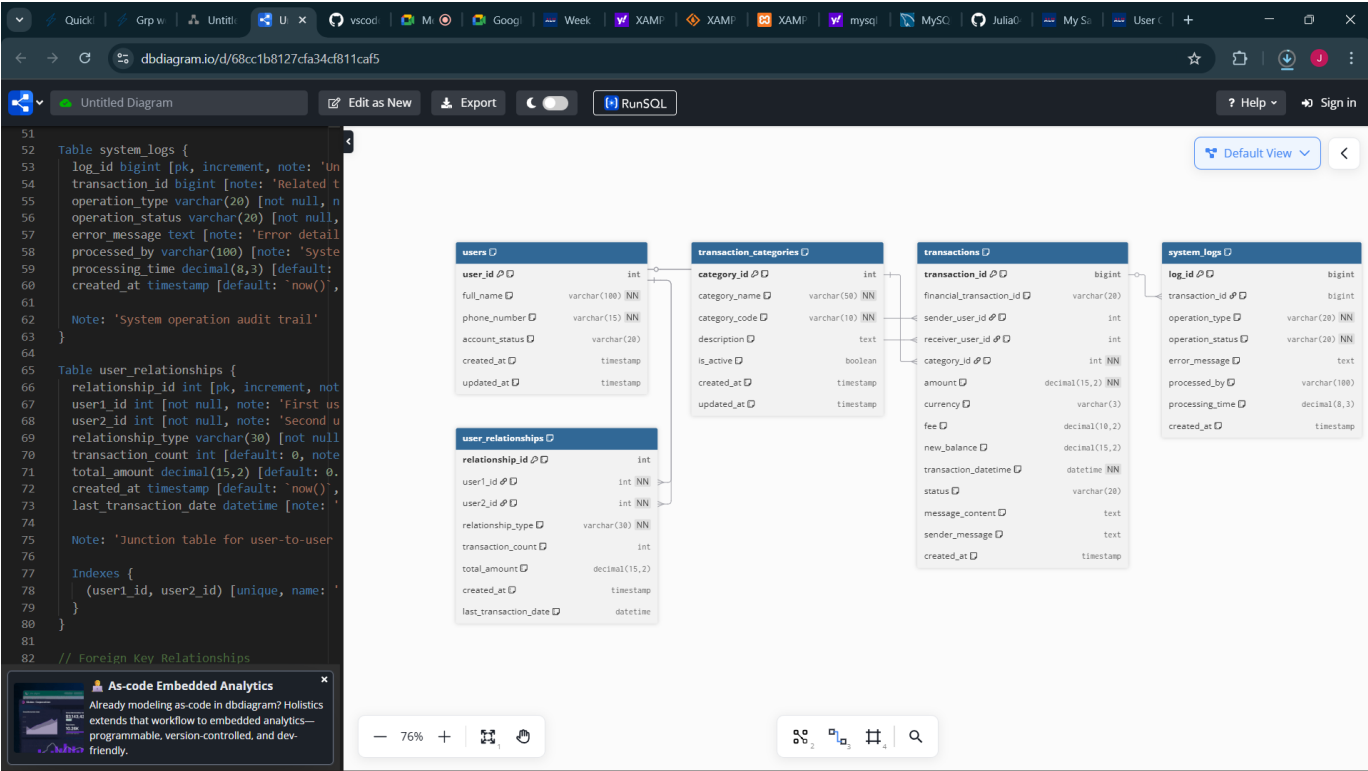 Quickl
Grp w
Untitle
U
vscode
M
Googl
Week
XAMP
XAMP
XAMP
mysql
MySQ
Julia0
My Sa
User C
dbdiagram.io/d/68cc1b8127cfa34cf811caf5
J
Untitled Diagram
Edit as New
Export
RunSQL
? Help
Sign in
51
52 Table system_logs {
53 log_id bigint [pk, increment, note: 'Un
54 transaction_id bigint [note: 'Related t
55 operation_type varchar(20) [not null, n
56 operation_status varchar(20) [not null,
57 error_message text [note: 'Error detail
58 processed_by varchar(100) [note: 'Syste
59 processing_time decimal(8,3) [default:
60 created_at timestamp [default: `now()`,
61
62 Note: 'System operation audit trail'
63 }
64
65 Table user_relationships {
66 relationship_id int [pk, increment, not
67 user1_id int [not null, note: 'First us
68 user2_id int [not null, note: 'Second u
69 relationship_type varchar(30) [not null
70 transaction_count int [default: 0, note
71 total_amount decimal(15,2) [default: 0.
72 created_at timestamp [default: `now()`,
73 last_transaction_date datetime [note: '
74
75 Note: 'Junction table for user-to-user
76
77 Indexes {
78 (user1_id, user2_id) [unique, name: '
79 }
80 }
81
82 // Foreign Key Relationships
As-code Embedded Analytics
Already modeling as-code in dbdiagram? Holistics
extends that workflow to embedded analytics—
programmable, version-controlled, and dev-
friendly.
Default View
users
user_id int
full_name varchar(100) NN
phone_number varchar(15) NN
account_status varchar(20)
created_at timestamp
updated_at timestamp
user_relationships
relationship_id int
user1_id int NN
user2_id int NN
relationship_type varchar(30) NN
transaction_count int
total_amount decimal(15,2)
created_at timestamp
last_transaction_date datetime
transaction_categories
category_id int
category_name varchar(50) NN
category_code varchar(10) NN
description text
is_active boolean
created_at timestamp
updated_at timestamp
transactions
transaction_id bigint
financial_transaction_id varchar(20)
sender_user_id int
receiver_user_id int
category_id int NN
amount decimal(15,2) NN
currency varchar(3)
fee decimal(10,2)
new_balance decimal(15,2)
transaction_datetime datetime NN
status varchar(20)
message_content text
sender_message text
created_at timestamp
system_logs
log_id bigint
transaction_id bigint
operation_type varchar(20) NN
operation_status varchar(20) NN
error_message text
processed_by varchar(100)
processing_time decimal(8,3)
created_at timestamp
76%
1
2
3
4